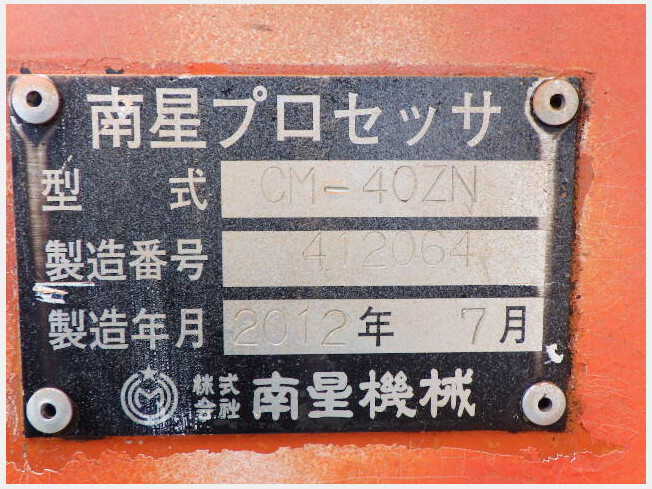 南星プロセッサ
型 式 CM-40ZN
製造番号 412064
製造年月 2012年 7月
株式会社 南星機械